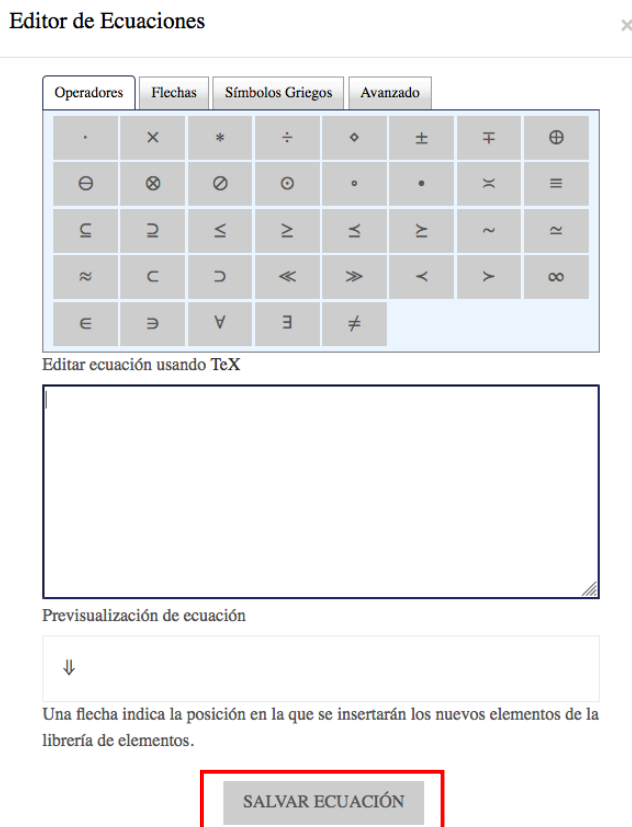 Editor de Ecuaciones ×
Operadores Flechas Símbolos Griegos Avanzado
· × * ÷ ⋄ ± ∓ ⊕
⊖ ⊗ ⊘ ⊙ ∘ • ≍ ≡
⊆ ⊇ ≤ ≥ ⪯ ⪰ ∼ ≃
≈ ⊂ ⊃ ≪ ≫ ≺ ≻ ∞
∈ ∋ ∀ ∃ ≠
Editar ecuación usando TeX
Previsualización de ecuación
⇓
Una flecha indica la posición en la que se insertarán los nuevos elementos de la
librería de elementos.
SALVAR ECUACIÓN